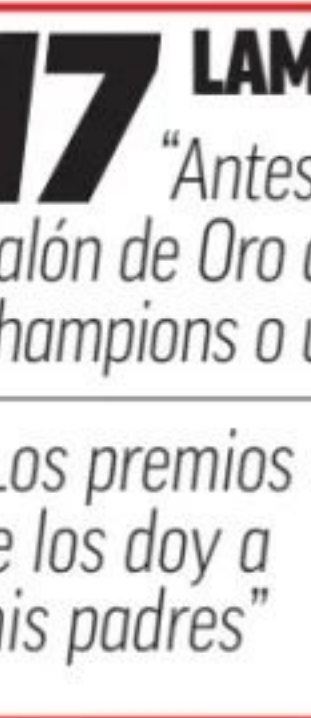 17 LAM
“Antes
alón de Oro
hampions o
Los premios
e los doy a
nis padres”